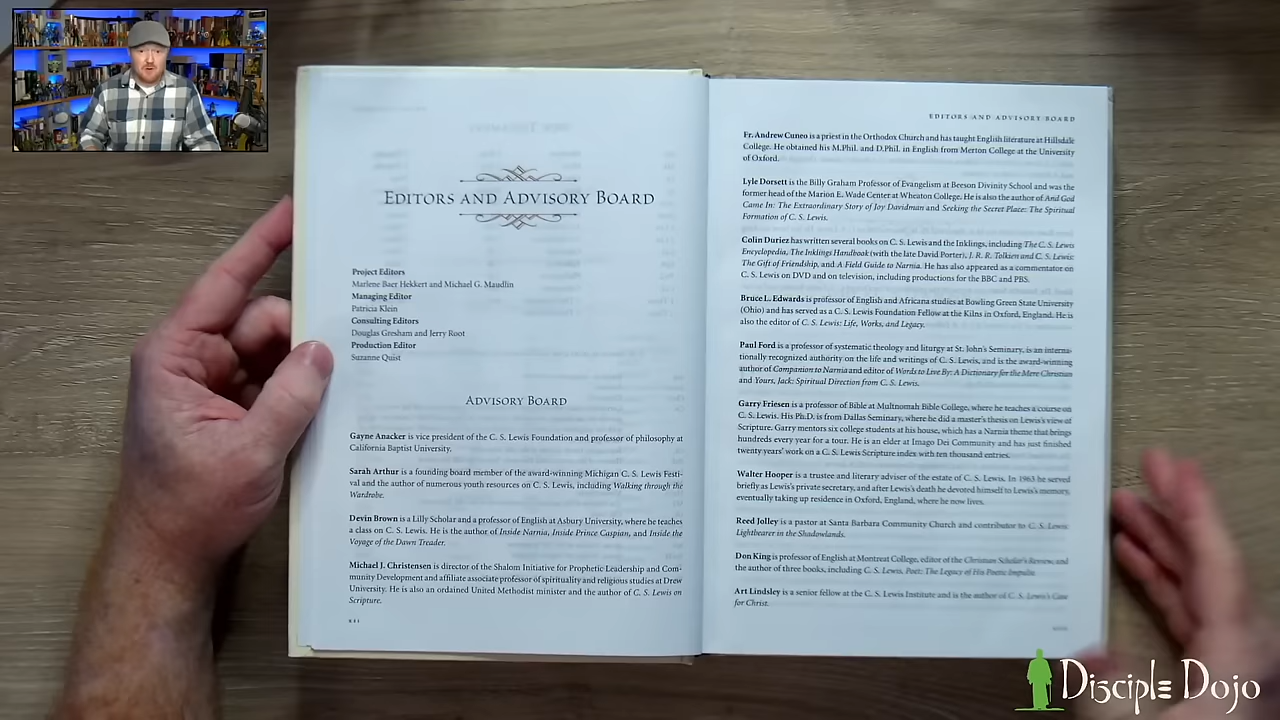 EDITORS AND ADVISORY BOARD
Project Editors
Marlene Baer Hekkert and Michael G. Maudlin
Managing Editor
Patricia Klein
Consulting Editors
Douglas Gresham and Jerry Root
Production Editor
Suzanne Quist
ADVISORY BOARD
Gayne Anacker is vice president of the C. S. Lewis Foundation and professor of philosophy at
California Baptist University.
Sarah Arthur is a founding board member of the award-winning Michigan C. S. Lewis Festi-
val and the author of numerous youth resources on C. S. Lewis, including Walking through the
Wardrobe.
Devin Brown is a Lilly Scholar and a professor of English at Asbury University, where he teaches
a class on C. S. Lewis. He is the author of Inside Narnia, Inside Prince Caspian, and Inside the
Voyage of the Dawn Treader.
Michael J. Christensen is director of the Shalom Initiative for Prophetic Leadership and Com-
munity Development and affiliate associate professor of spirituality and religious studies at Drew
University. He is also an ordained United Methodist minister and the author of C. S. Lewis on
Scripture.
EDITORS AND ADVISORY BOARD
Fr. Andrew Cuneo is a priest in the Orthodox Church and has taught English literature at Hillsdale
College. He obtained his M.Phil. and D.Phil. in English from Merton College at the University
of Oxford.
Lyle Dorsett is the Billy Graham Professor of Evangelism at Beeson Divinity School and was the
former head of the Marion E. Wade Center at Wheaton College. He is also the author of And God
Came In: The Extraordinary Story of Joy Davidman and Seeking the Secret Place: The Spiritual
Formation of C. S. Lewis.
Colin Duriez has written several books on C. S. Lewis and the Inklings, including The C. S. Lewis
Encyclopedia, The Inklings Handbook (with the late David Porter), J. R. R. Tolkien and C. S. Lewis:
The Gift of Friendship, and A Field Guide to Narnia. He has also appeared as a commentator on
C. S. Lewis on DVD and on television, including productions for the BBC and PBS.
Bruce L. Edwards is professor of English and Africana studies at Bowling Green State University
(Ohio) and has served as a C. S. Lewis Foundation Fellow at the Kilns in Oxford, England. He is
also the editor of C. S. Lewis: Life, Works, and Legacy.
Paul Ford is a professor of systematic theology and liturgy at St. John's Seminary, is an interna-
tionally recognized authority on the life and writings of C. S. Lewis, and is the award-winning
author of Companion to Narnia and editor of Words to Live By: A Dictionary for the Mere Christian
and Yours, Jack: Spiritual Direction from C. S. Lewis.
Garry Friesen is a professor of Bible at Multnomah Bible College, where he teaches a course on
C. S. Lewis. His Ph.D. is from Dallas Seminary, where he did a master's thesis on Lewis's view of
Scripture. Garry mentors six college students at his house, which has a Narnia theme that brings
hundreds every year for a tour. He is an elder at Imago Dei Community and has just finished
twenty years' work on a C. S. Lewis Scripture index with ten thousand entries.
Walter Hooper is a trustee and literary adviser of the estate of C. S. Lewis. In 1963 he served
briefly as Lewis's private secretary, and after Lewis's death he devoted himself to Lewis's memory,
eventually taking up residence in Oxford, England, where he now lives.
Reed Jolley is a pastor at Santa Barbara Community Church and contributor to C. S. Lewis:
Lightbearer in the Shadowlands.
Don King is professor of English at Montreat College, editor of the Christian Scholar's Review, and
the author of three books, including C. S. Lewis, Poet: The Legacy of His Poetic Impulse.
Art Lindsley is a senior fellow at the C. S. Lewis Institute and is the author of C. S. Lewis's Case
for Christ.
Disciple Dojo